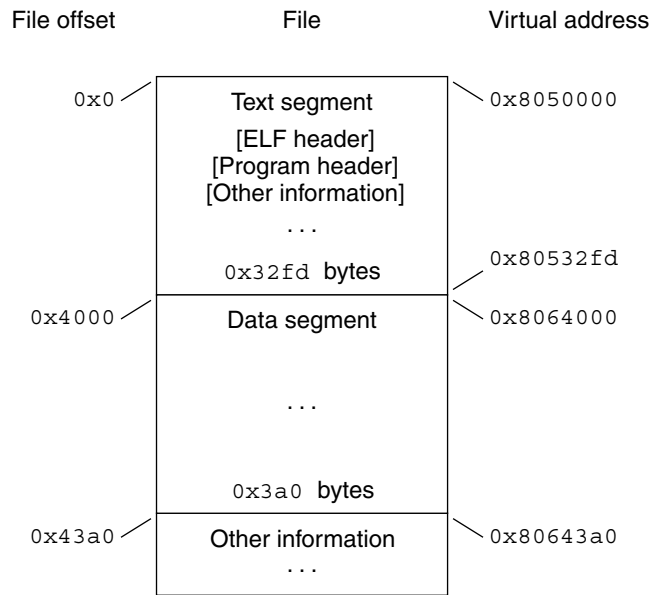 File offset File Virtual address
0x0 Text segment 0x8050000
[ELF header]
[Program header]
[Other information]
...
0x80532fd
0x32fd bytes
0x4000 Data segment 0x8064000
...
0x3a0 bytes
0x43a0 Other information 0x80643a0
...